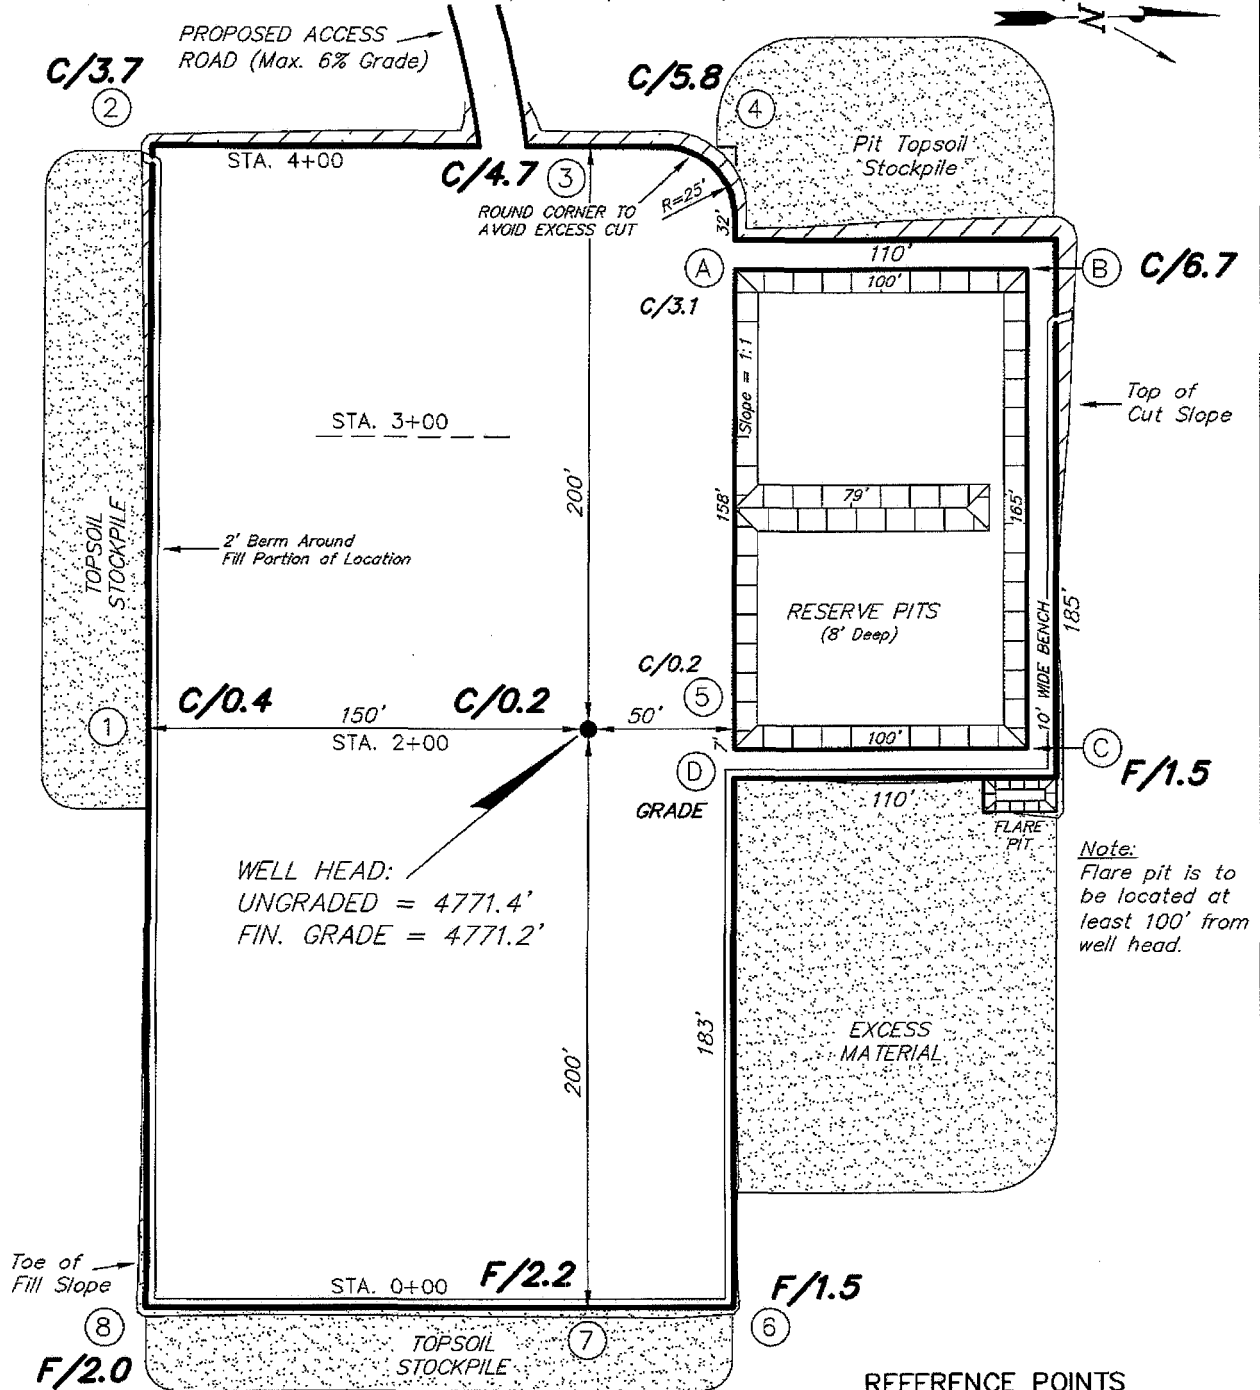 PROPOSED ACCESS
ROAD (Max. 6% Grade)
N
C/3.7
2
C/5.8
4
Pit Topsoil
Stockpile
STA. 4+00
C/4.7
3
R=25'
ROUND CORNER TO
AVOID EXCESS CUT
32'
110'
A
B
C/6.7
100'
C/3.1
Slope = 1:1
Top of
Cut Slope
STA. 3+00
200'
158'
79'
165'
TOPSOIL
STOCKPILE
2' Berm Around
Fill Portion of Location
RESERVE PITS
(8' Deep)
10' WIDE BENCH
185'
C/0.2
5
1
C/0.4
150'
C/0.2
50'
STA. 2+00
7'
100'
D
C
F/1.5
GRADE
110'
FLARE
PIT
WELL HEAD:
UNGRADED = 4771.4'
FIN. GRADE = 4771.2'
Note:
Flare pit is to
be located at
least 100' from
well head.
183'
200'
EXCESS
MATERIAL
Toe of
Fill Slope
STA. 0+00
F/2.2
F/1.5
8
7
6
F/2.0
TOPSOIL
STOCKPILE
REFERENCE POINTS